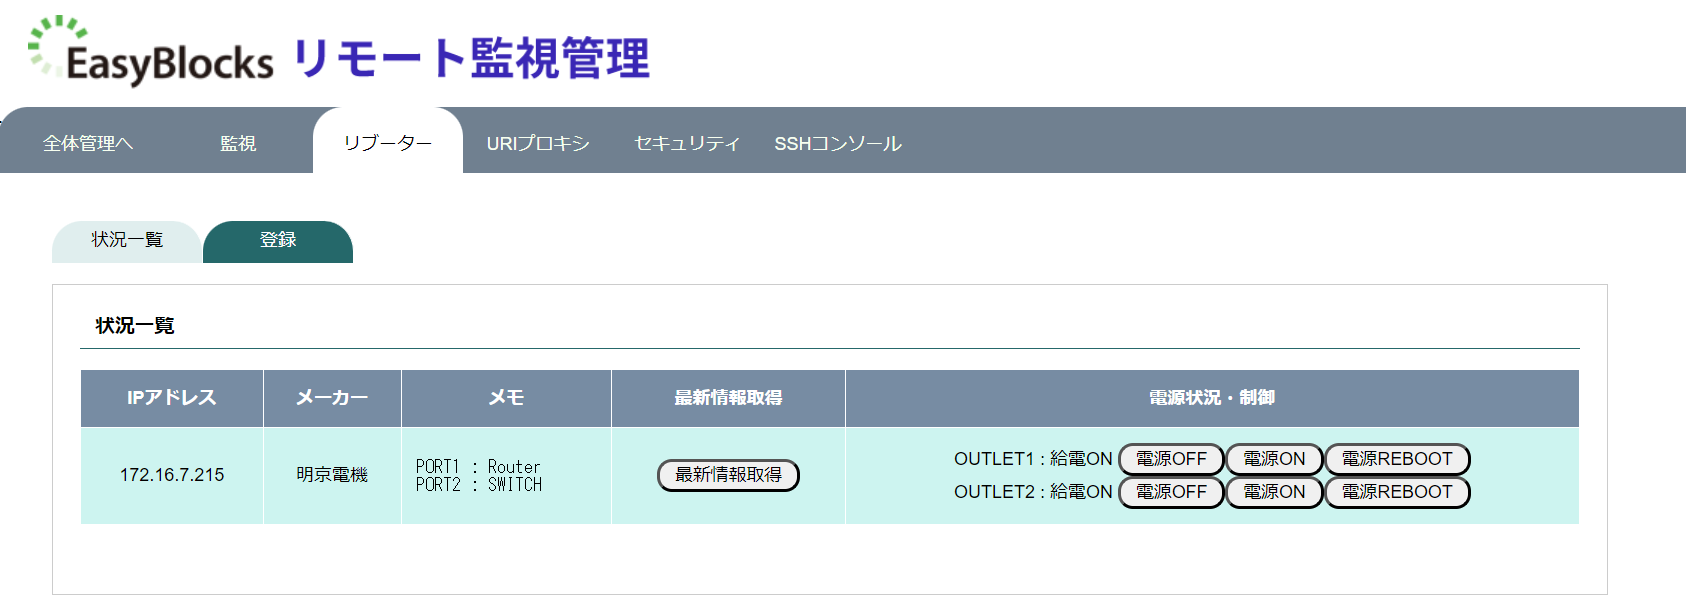 EasyBlocks リモート監視管理
全体管理へ 監視 リブーター URIプロキシ セキュリティ SSHコンソール
状況一覧 登録
状況一覧
IPアドレス メーカー メモ 最新情報取得 電源状況・制御
172.16.7.215 明京電機
PORT1 : Router
PORT2 : SWITCH
最新情報取得
OUTLET1 : 給電ON 電源OFF 電源ON 電源REBOOT
OUTLET2 : 給電ON 電源OFF 電源ON 電源REBOOT